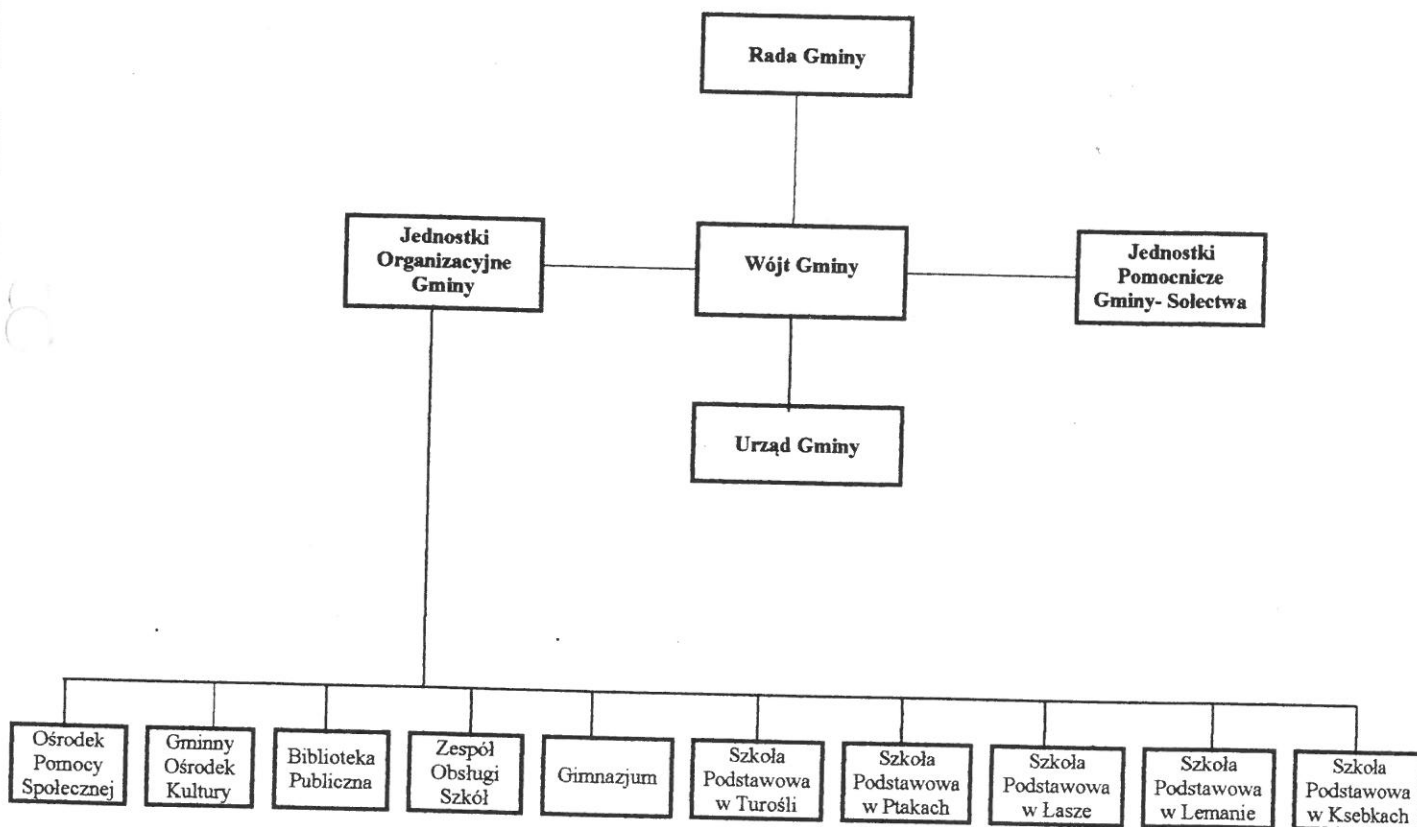 Rada Gminy
Jednostki
Organizacyjne
Gminy
Wójt Gminy
Jednostki
Pomocnicze
Gminy- Sołectwa
Urząd Gminy
Ośrodek
Pomocy
Społecznej
Gminny
Ośrodek
Kultury
Biblioteka
Publiczna
Zespół
Obsługi
Szkół
Gimnazjum
Szkoła
Podstawowa
w Turośli
Szkoła
Podstawowa
w Ptakach
Szkoła
Podstawowa
w Łasze
Szkoła
Podstawowa
w Lemanie
Szkoła
Podstawowa
w Ksebkach